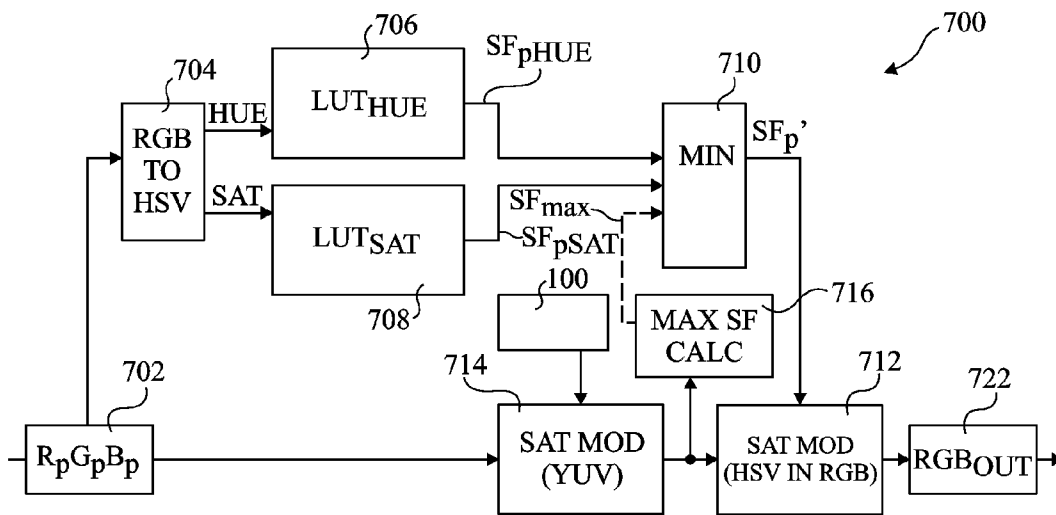 700
706
SFpHUE
704
710
HUE
LUTHUE
SFp’
RGB
TO
HSV
MIN
SAT
SFmax
LUTSAT
SFpSAT
100
716
708
MAX SF
CALC
702
714
712
722
RpGpBp
SAT MOD
(YUV)
SAT MOD
(HSV IN RGB)
RGBOUT